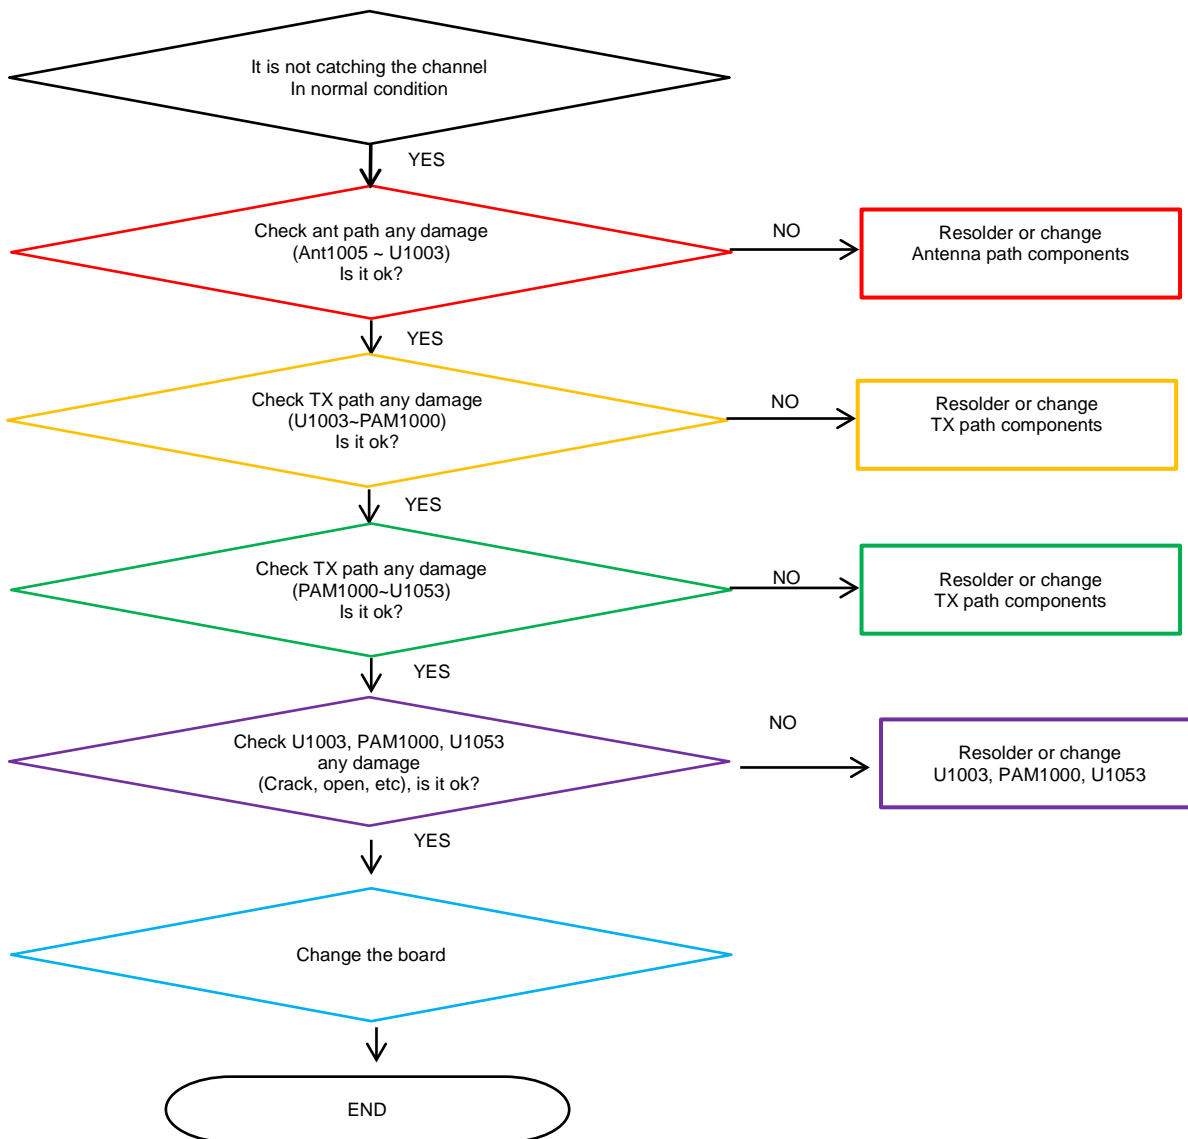 It is not catching the channel
In normal condition
YES
Check ant path any damage
(Ant1005 ~ U1003)
Is it ok?
NO
Resolder or change
Antenna path components
YES
Check TX path any damage
(U1003~PAM1000)
Is it ok?
NO
Resolder or change
TX path components
YES
Check TX path any damage
(PAM1000~U1053)
Is it ok?
NO
Resolder or change
TX path components
YES
Check U1003, PAM1000, U1053
any damage
(Crack, open, etc), is it ok?
NO
Resolder or change
U1003, PAM1000, U1053
YES
Change the board
END